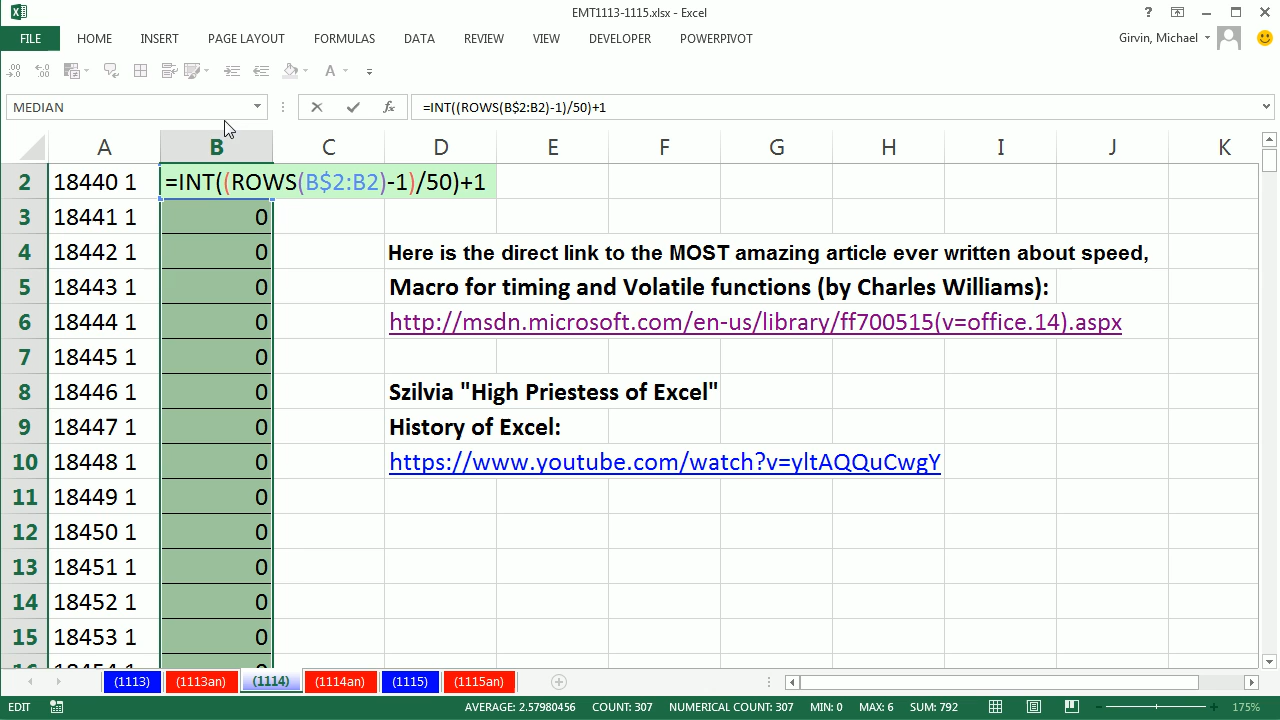 EMT1113-1115.xlsx - Excel
FILE HOME INSERT PAGE LAYOUT FORMULAS DATA REVIEW VIEW DEVELOPER POWERPIVOT Girvin, Michael
MEDIAN fx =INT((ROWS(B$2:B2)-1)/50)+1
A B C D E F G H I J K
2 18440 1 =INT((ROWS(B$2:B2)-1)/50)+1
3 18441 1 0
4 18442 1 0 Here is the direct link to the MOST amazing article ever written about speed,
5 18443 1 0 Macro for timing and Volatile functions (by Charles Williams):
6 18444 1 0 http://msdn.microsoft.com/en-us/library/ff700515(v=office.14).aspx
7 18445 1 0
8 18446 1 0 Szilvia "High Priestess of Excel"
9 18447 1 0 History of Excel:
10 18448 1 0 https://www.youtube.com/watch?v=yltAQQuCwgY
11 18449 1 0
12 18450 1 0
13 18451 1 0
14 18452 1 0
15 18453 1 0
(1113) (1113an) (1114) (1114an) (1115) (1115an)
EDIT AVERAGE: 2.57980456 COUNT: 307 NUMERICAL COUNT: 307 MIN: 0 MAX: 6 SUM: 792 175%